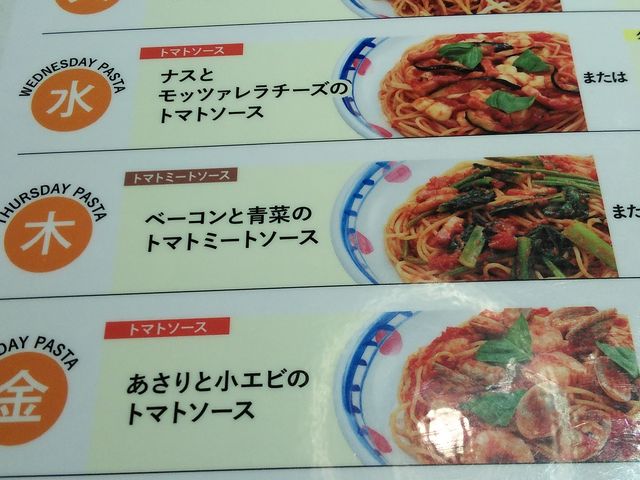 WEDNESDAY PASTA
水
トマトソース
ナスと
モッツァレラチーズの
トマトソース
または
THURSDAY PASTA
木
トマトミートソース
ベーコンと青菜の
トマトミートソース
また
DAY PASTA
金
トマトソース
あさりと小エビの
トマトソース